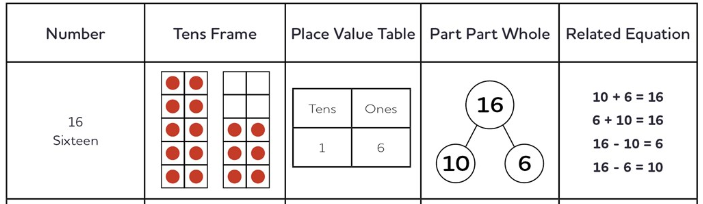 Number
Tens Frame
Place Value Table
Part Part Whole
Related Equation
16
Sixteen
Tens
Ones
1
6
16
10
6
10 + 6 = 16
6 + 10 = 16
16 - 10 = 6
16 - 6 = 10